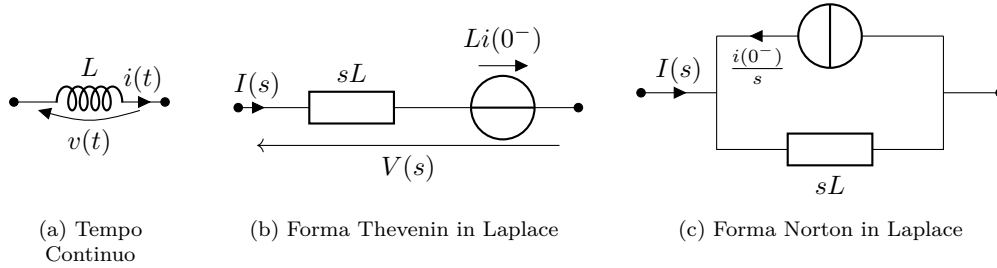 L
i(t)
v(t)
(a) Tempo
Continuo
Li(0⁻)
sL
I(s)
V(s)
(b) Forma Thevenin in Laplace
i(0⁻)
s
I(s)
sL
(c) Forma Norton in Laplace